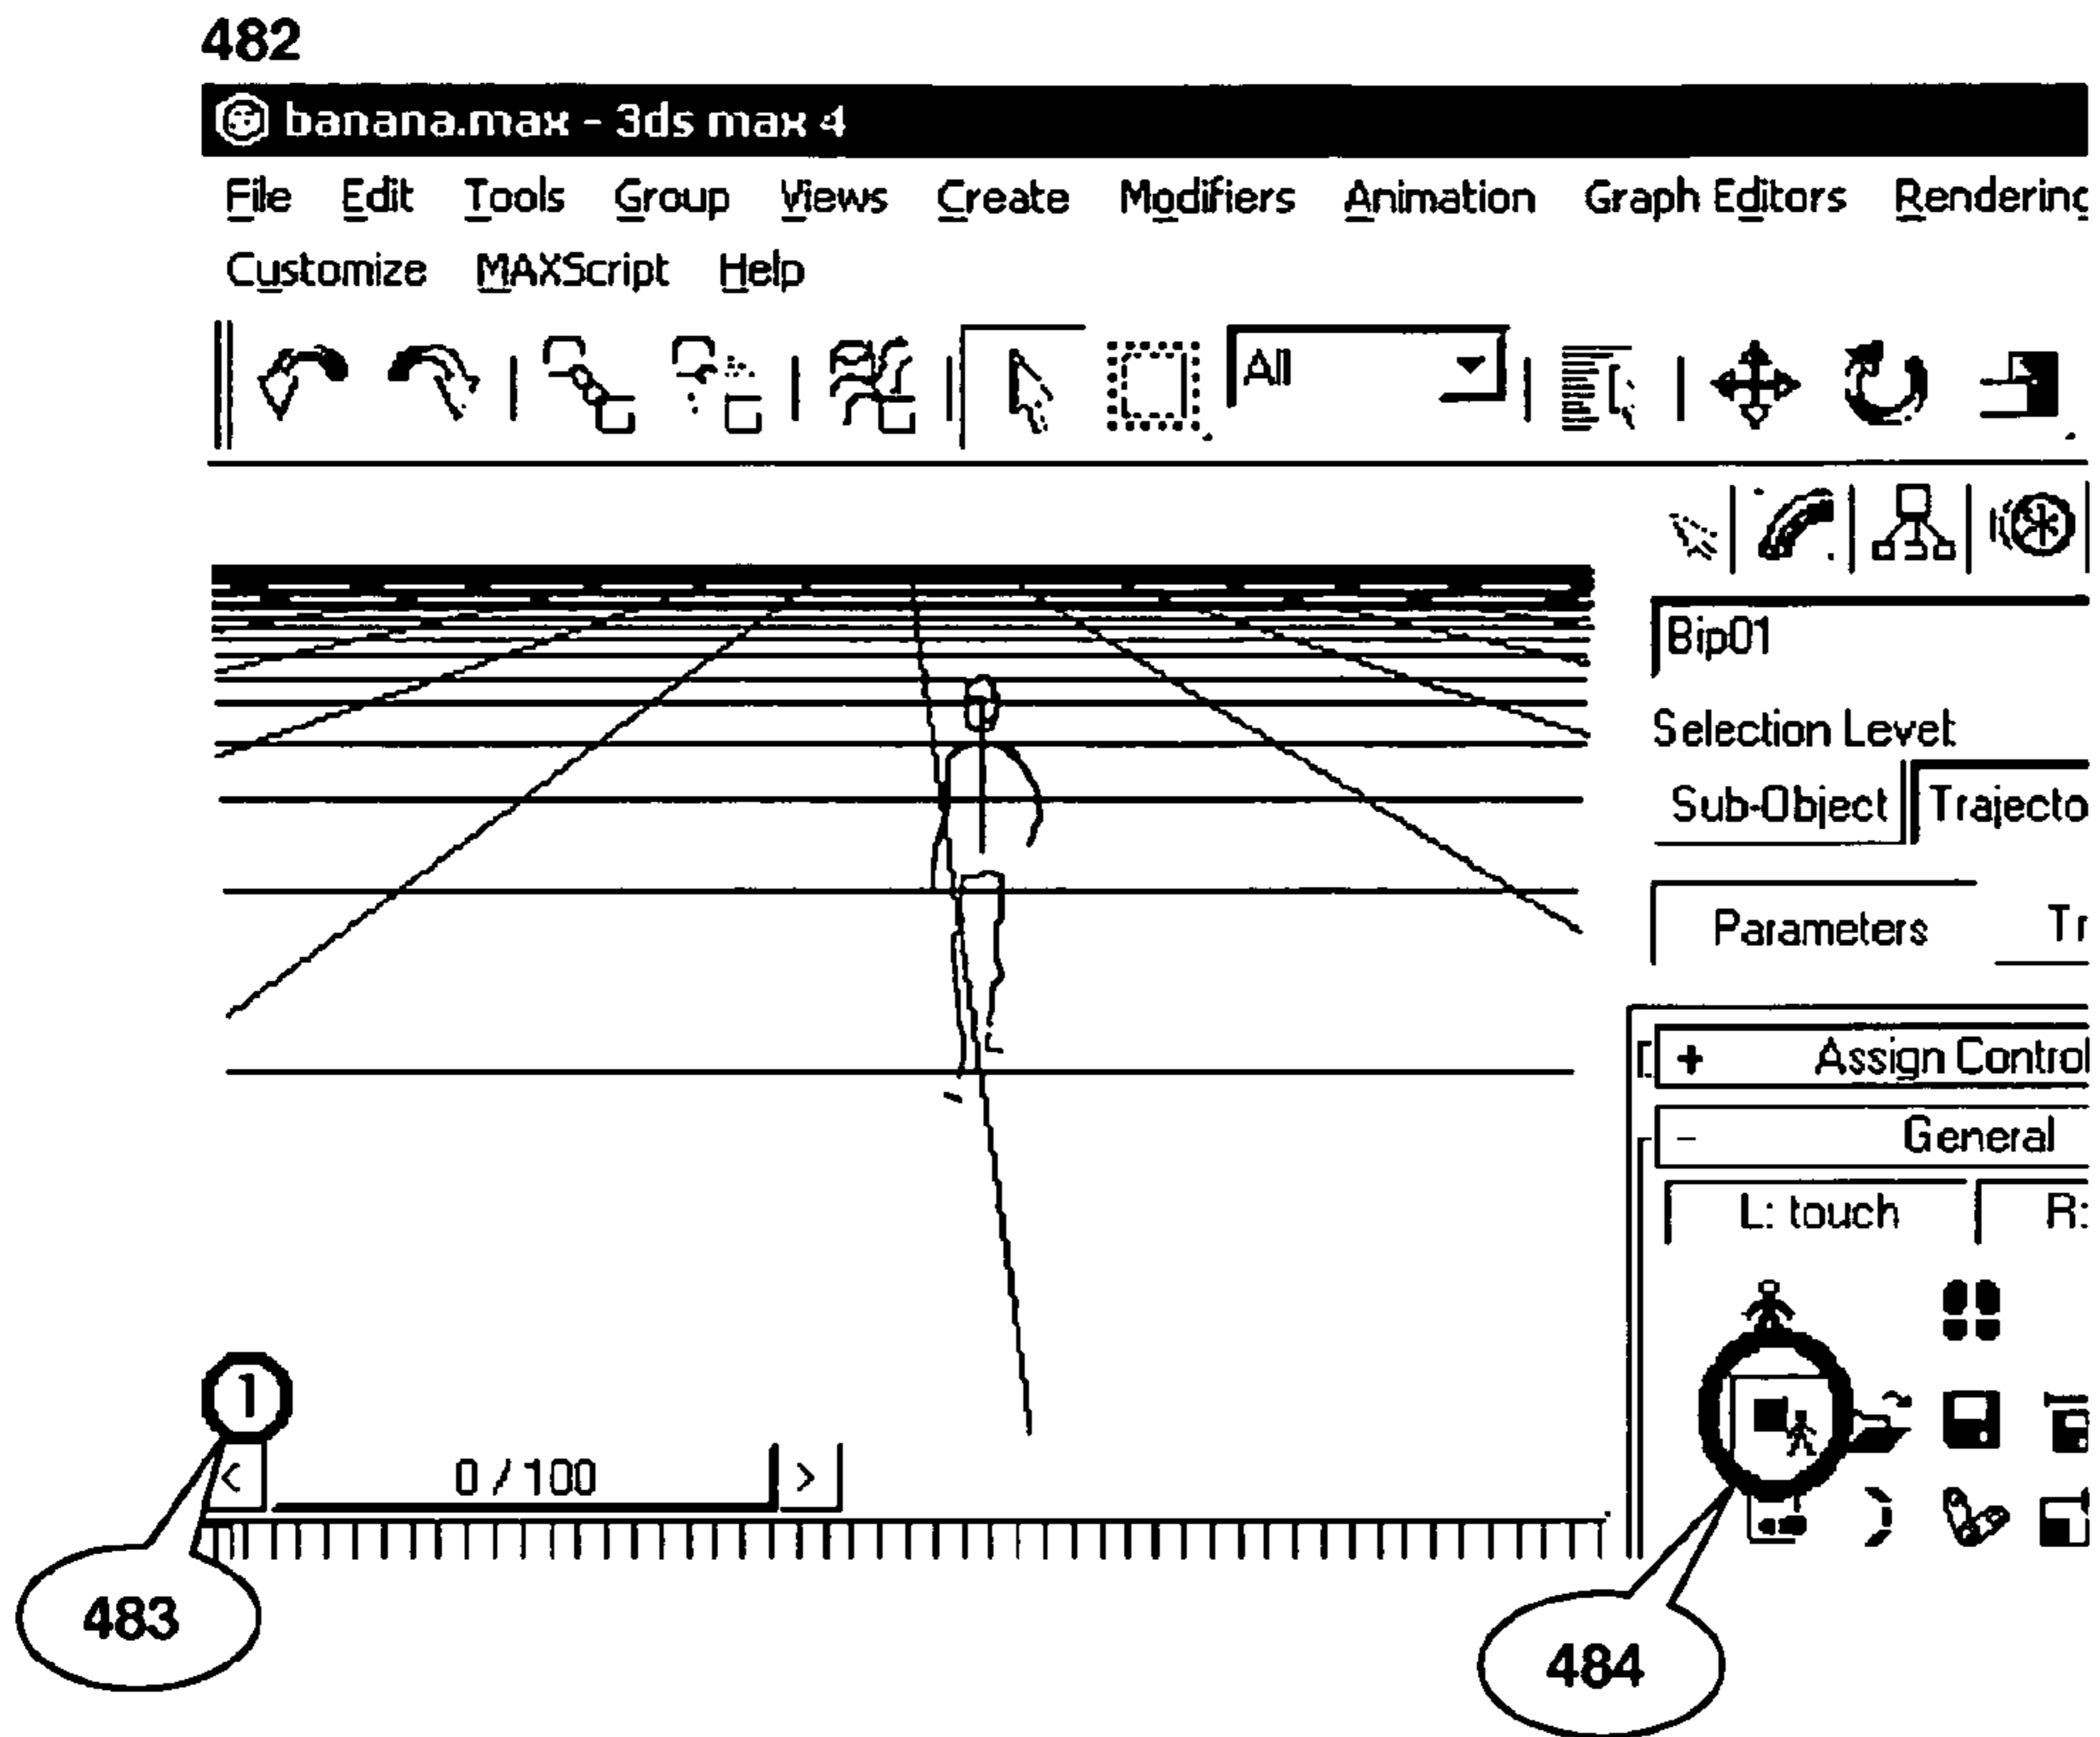 482
banana.max - 3ds max 4
File Edit Tools Group Views Create Modifiers Animation Graph Editors Rendering
Customize MAXScript Help
All
Bip01
Selection Level:
Sub-Object Trajecto
Parameters Tr
+ Assign Control
- General
L: touch R:
1
< 0 / 100 >
483
484